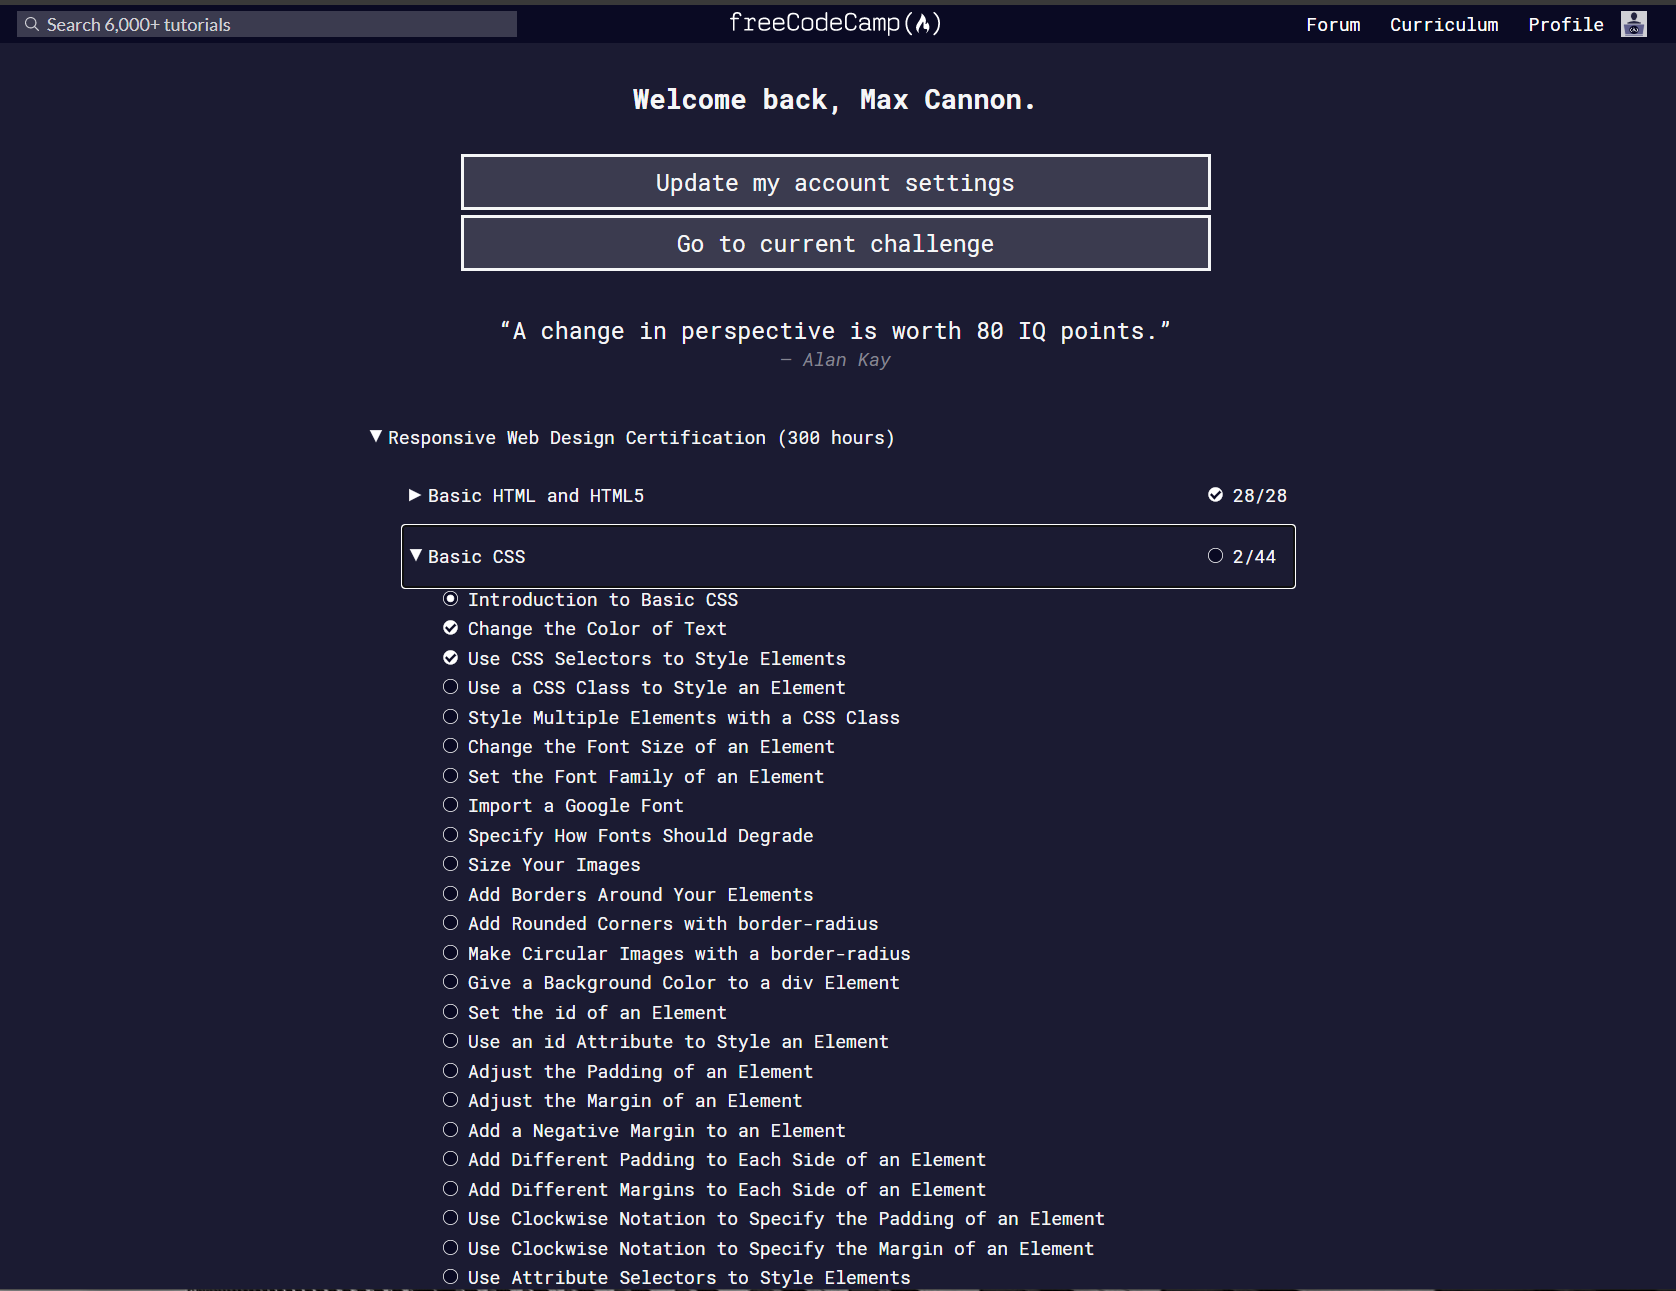 Search 6,000+ tutorials
freeCodeCamp
Forum
Curriculum
Profile
Welcome back, Max Cannon.
Update my account settings
Go to current challenge
“A change in perspective is worth 80 IQ points.”
— Alan Kay
Responsive Web Design Certification (300 hours)
Basic HTML and HTML5 28/28
Basic CSS 2/44
Introduction to Basic CSS
Change the Color of Text
Use CSS Selectors to Style Elements
Use a CSS Class to Style an Element
Style Multiple Elements with a CSS Class
Change the Font Size of an Element
Set the Font Family of an Element
Import a Google Font
Specify How Fonts Should Degrade
Size Your Images
Add Borders Around Your Elements
Add Rounded Corners with border-radius
Make Circular Images with a border-radius
Give a Background Color to a div Element
Set the id of an Element
Use an id Attribute to Style an Element
Adjust the Padding of an Element
Adjust the Margin of an Element
Add a Negative Margin to an Element
Add Different Padding to Each Side of an Element
Add Different Margins to Each Side of an Element
Use Clockwise Notation to Specify the Padding of an Element
Use Clockwise Notation to Specify the Margin of an Element
Use Attribute Selectors to Style Elements